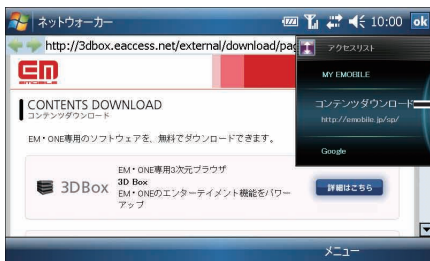 ネットウォーカー
10:00 ok
http://3dbox.eaccess.net/external/download/pag
アクセスリスト
EM
EMOBILE
MY EMOBILE
CONTENTS DOWNLOAD
コンテンツダウンロード
コンテンツダウンロード
http://emobile.jp/sp/
EM・ONE専用のソフトウェアを、無料でダウンロードできます。
Google
3DBox
EM・ONE専用3次元ブラウザ
3D Box
EM・ONEのエンターテイメント機能をパワーアップ
詳細はこちら
メニュー